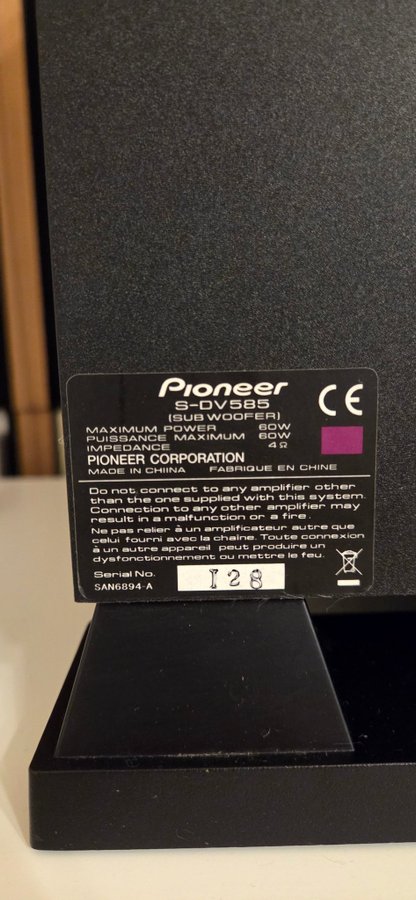 Pioneer
S-DV585
(SUB WOOFER)
CE
MAXIMUM POWER 60W
PUISSANCE MAXIMUM 60W
IMPEDANCE 4Ω
PIONEER CORPORATION
MADE IN CHINA FABRIQUE EN CHINE
Do not connect to any amplifier other
than the one supplied with this system.
Connection to any other amplifier may
result in a malfunction or a fire.
Ne pas relier à un amplificateur autre que
celui fourni avec la chaîne. Toute connexion
à un autre appareil peut produire un
dysfonctionement ou mettre le feu.
Serial No. I28
SAN6894-A